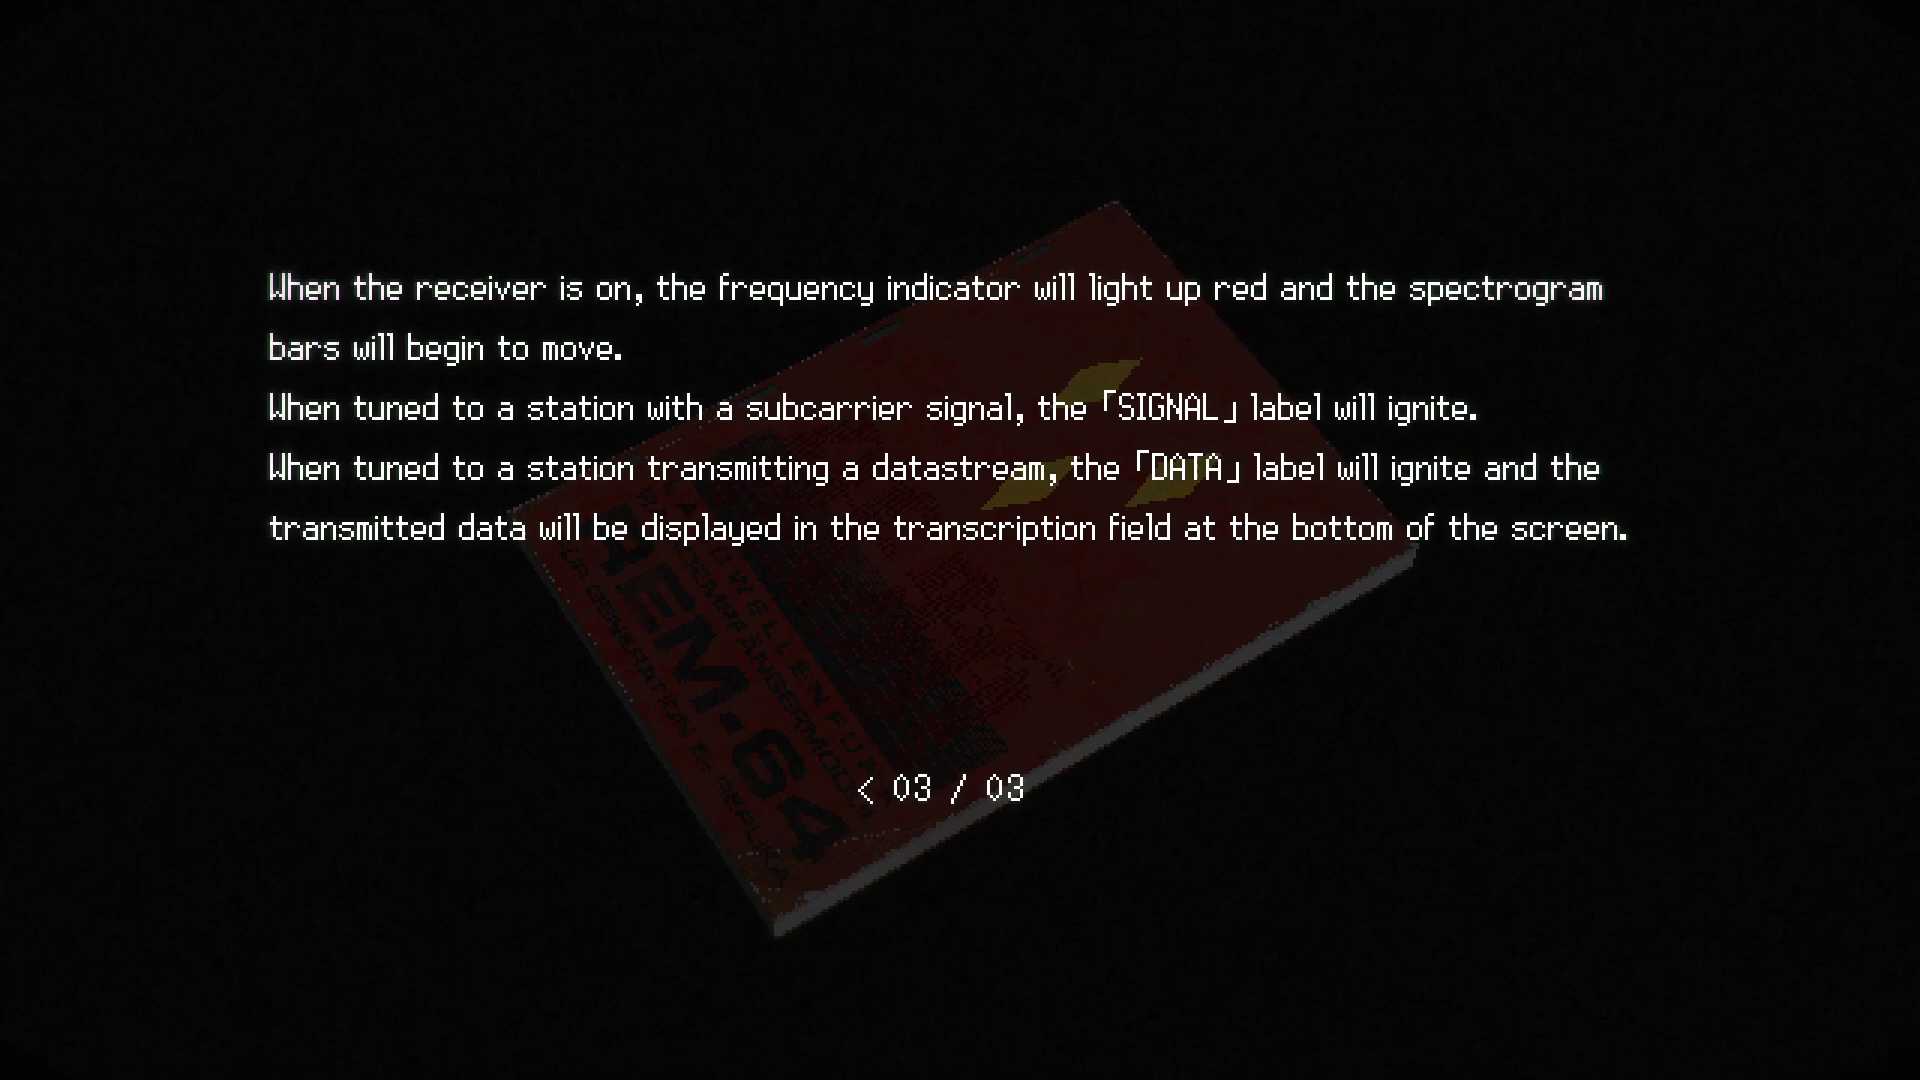 When the receiver is on, the frequency indicator will light up red and the spectrogram
bars will begin to move.
When tuned to a station with a subcarrier signal, the「SIGNAL」label will ignite.
When tuned to a station transmitting a datastream, the「DATA」label will ignite and the
transmitted data will be displayed in the transcription field at the bottom of the screen.
REM-64
< 03 / 03